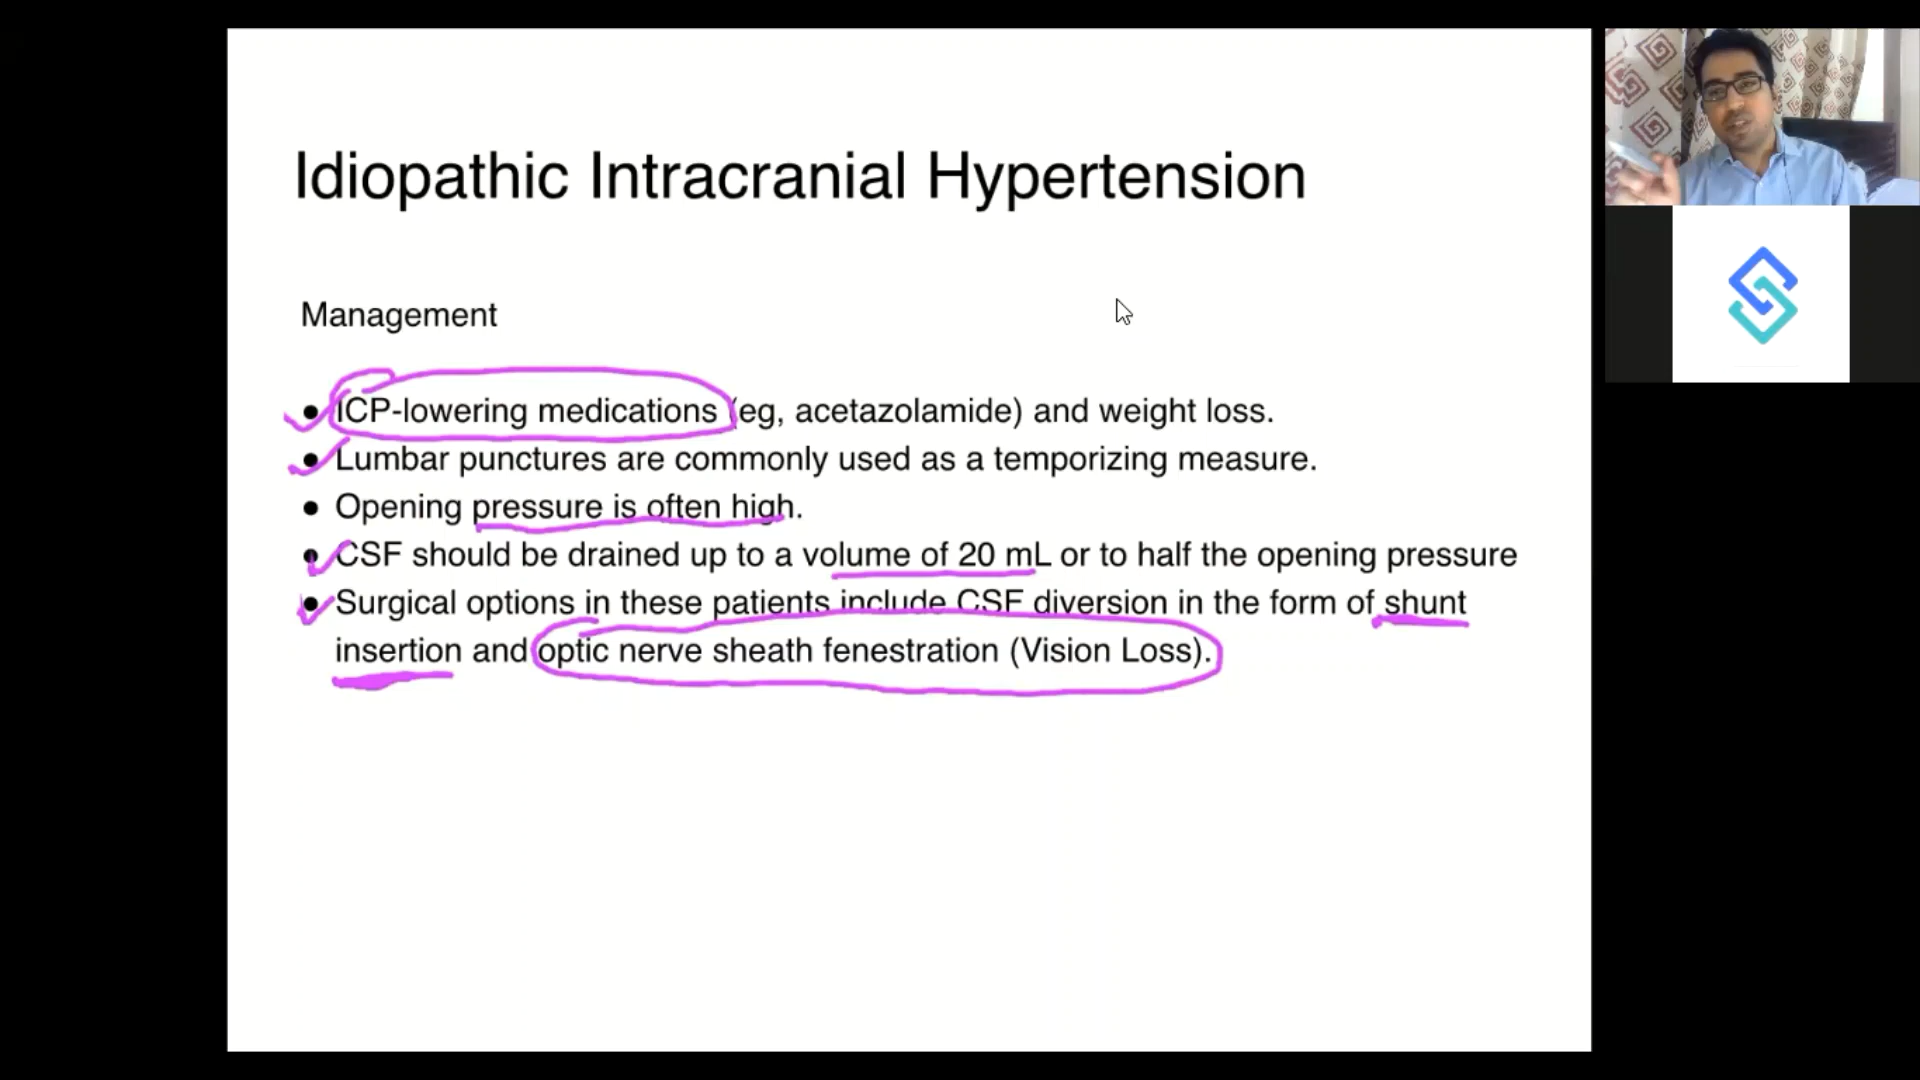 Idiopathic Intracranial Hypertension
Management
● ICP-lowering medications (eg, acetazolamide) and weight loss.
● Lumbar punctures are commonly used as a temporizing measure.
● Opening pressure is often high.
● CSF should be drained up to a volume of 20 mL or to half the opening pressure
● Surgical options in these patients include CSF diversion in the form of shunt
insertion and optic nerve sheath fenestration (Vision Loss).